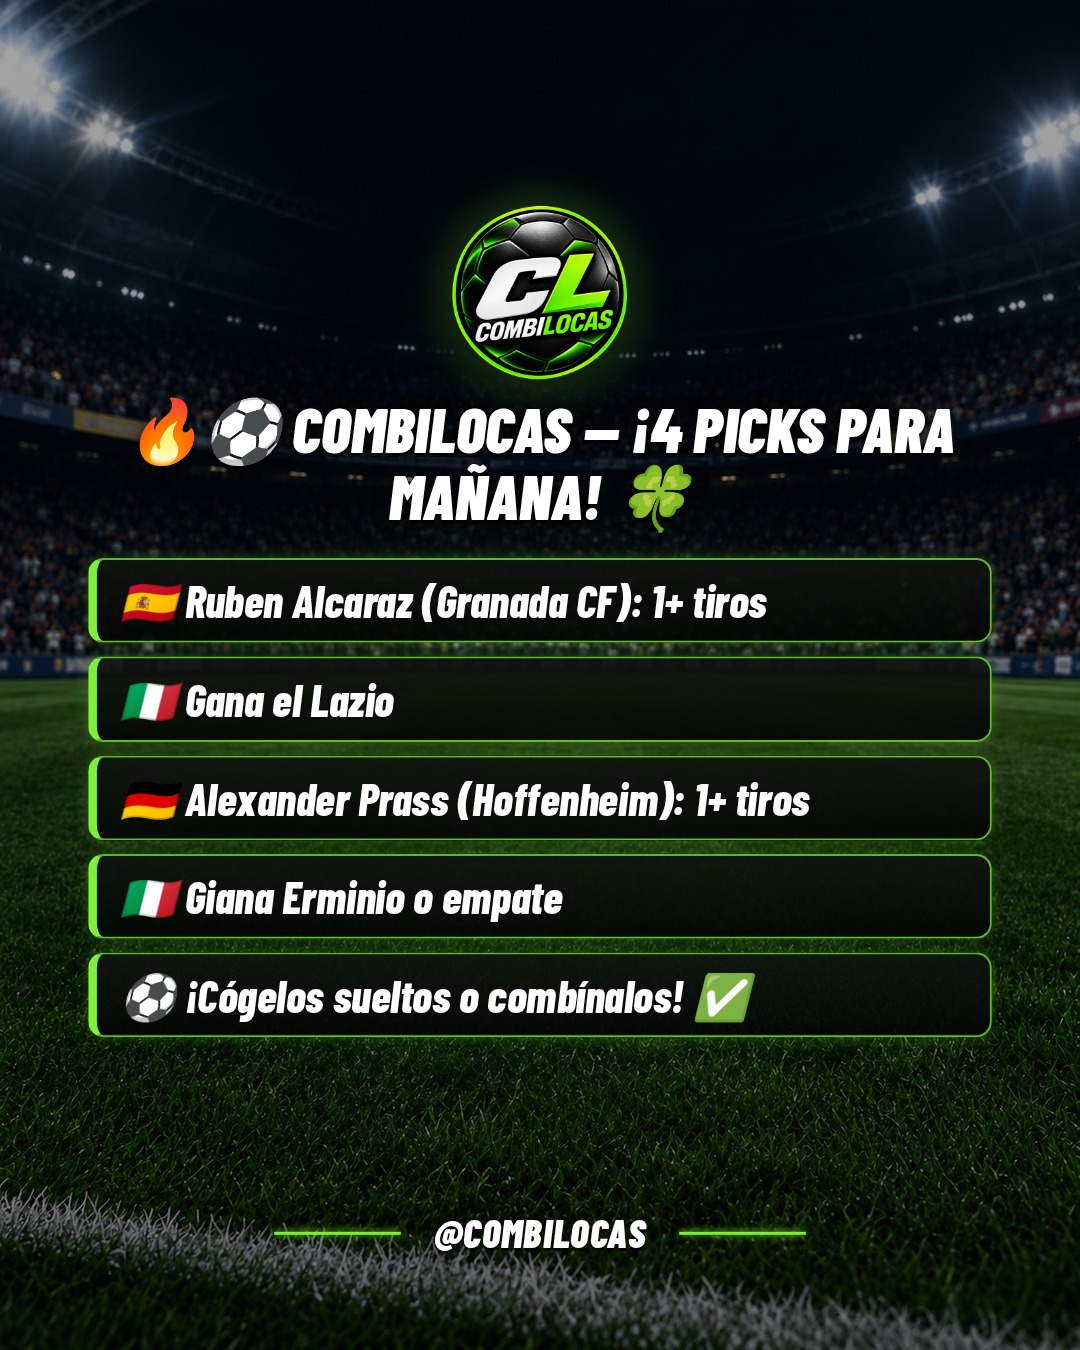 CL
COMBILOCAS
🔥⚽ COMBILOCAS – ¡4 PICKS PARA
MAÑANA! 🍀
🇪🇸 Ruben Alcaraz (Granada CF): 1+ tiros
🇮🇹 Gana el Lazio
🇩🇪 Alexander Prass (Hoffenheim): 1+ tiros
🇮🇹 Giana Erminio o empate
⚽ ¡Cógelos sueltos o combínalos! ✅
@COMBILOCAS